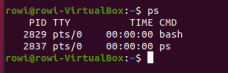 rowi@rowi-VirtualBox:~$ ps
    PID TTY          TIME CMD
   2829 pts/0    00:00:00 bash
   2837 pts/0    00:00:00 ps
rowi@rowi-VirtualBox:~$